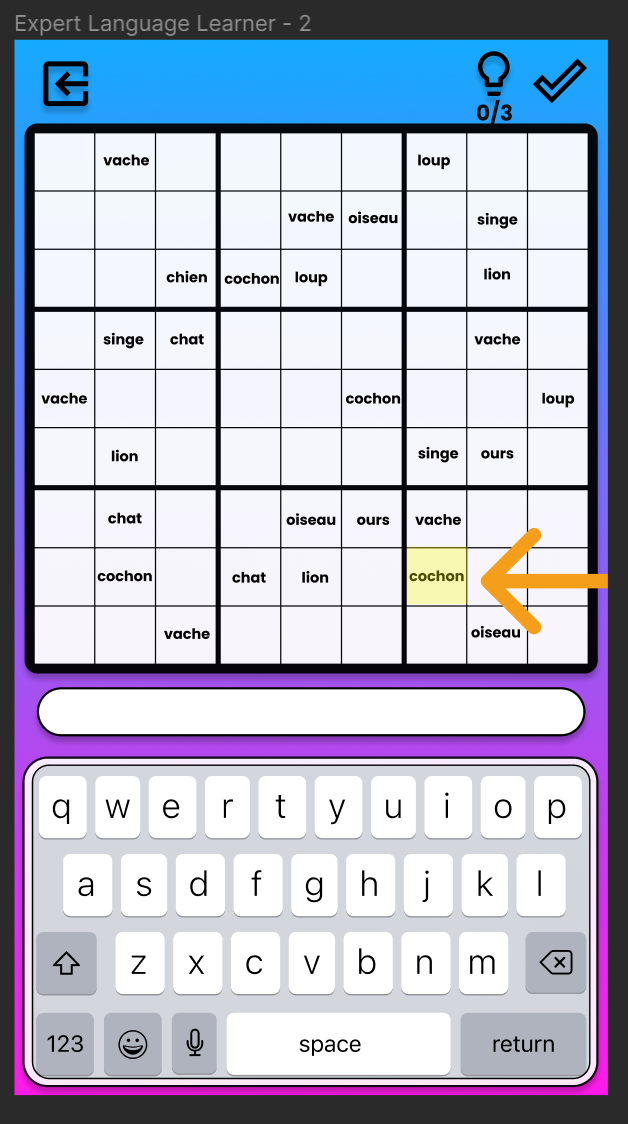 Expert Language Learner - 2
0/3
vache loup
vache oiseau singe
chien cochon loup lion
singe chat vache
vache cochon loup
lion singe ours
chat oiseau ours vache
cochon chat lion cochon
vache oiseau
q w e r t y u i o p
a s d f g h j k l
z x c v b n m
123 space return